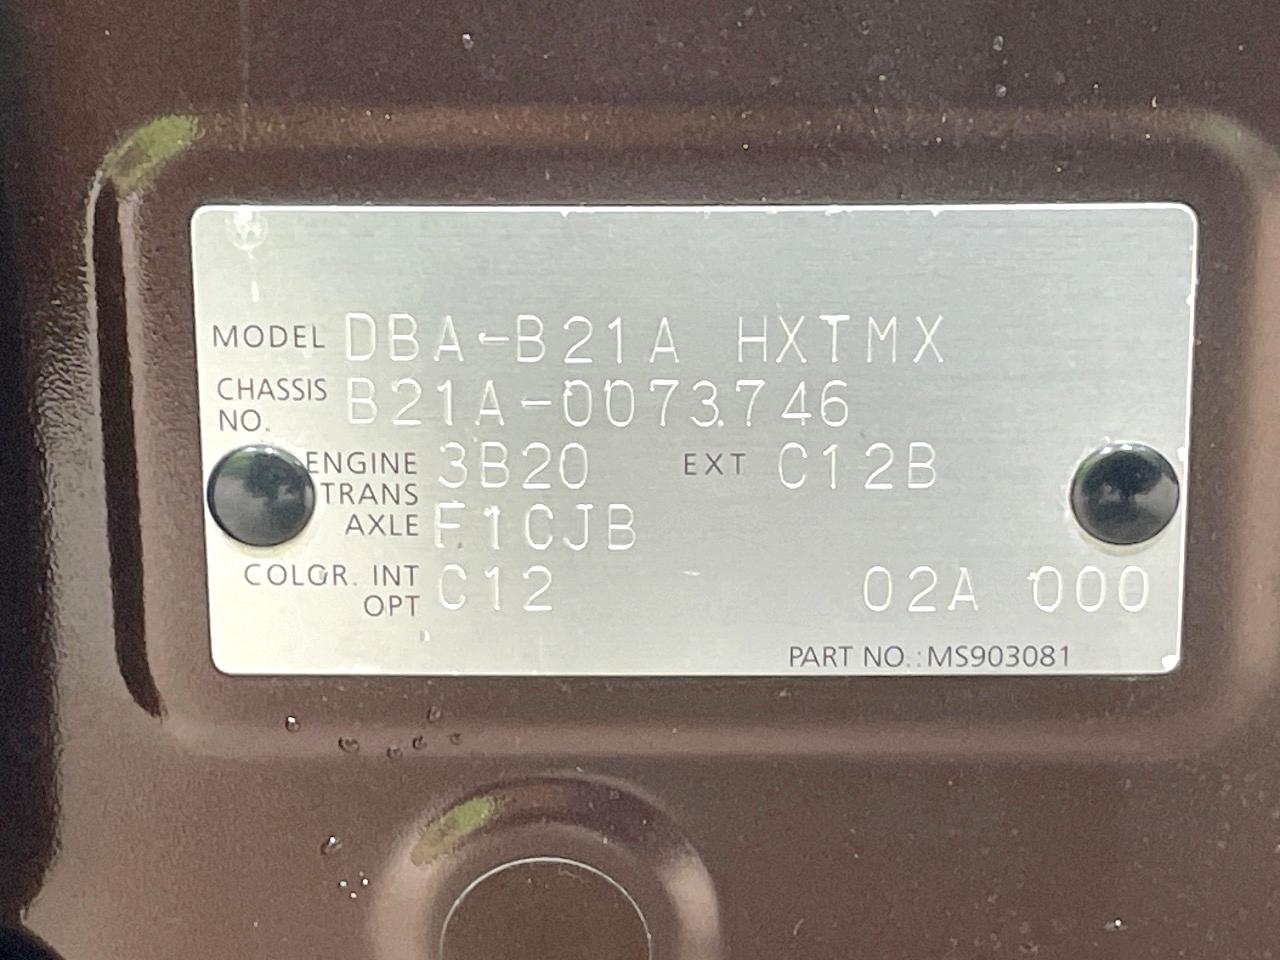 MODEL DBA-B21A HXTMX
CHASSIS NO. B21A-0073746
ENGINE 3B20 EXT C12B
TRANS AXLE F1CJB
COLOR. INT OPT C12 02A 000
PART NO.:MS903081